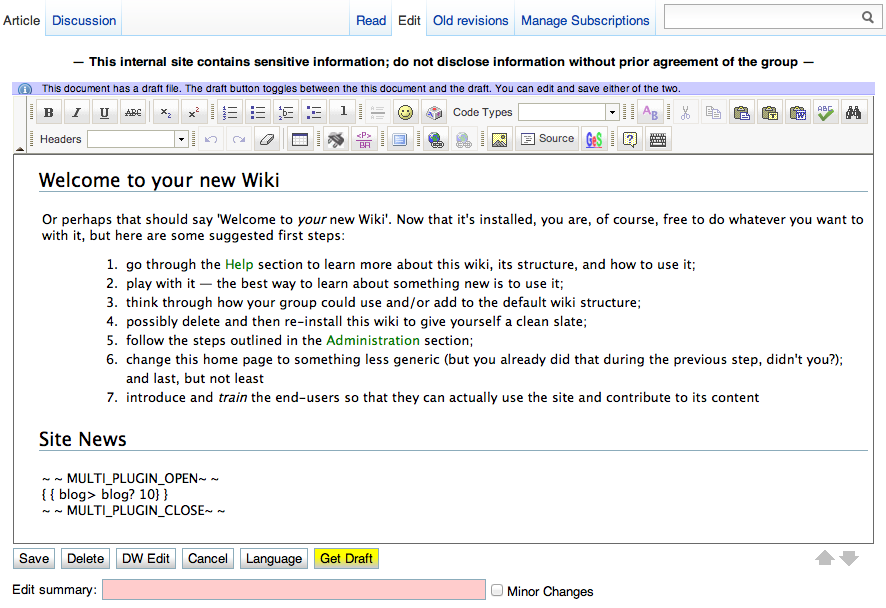 Article Discussion Read Edit Old revisions Manage Subscriptions
— This internal site contains sensitive information; do not disclose information without prior agreement of the group —
This document has a draft file. The draft button toggles between the this document and the draft. You can edit and save either of the two.
B I U ABC x₂ x² 1 Code Types AB ABC
Headers <P> BR Source GeS ?
Welcome to your new Wiki
Or perhaps that should say 'Welcome to your new Wiki'. Now that it's installed, you are, of course, free to do whatever you want to
with it, but here are some suggested first steps:
1. go through the Help section to learn more about this wiki, its structure, and how to use it;
2. play with it — the best way to learn about something new is to use it;
3. think through how your group could use and/or add to the default wiki structure;
4. possibly delete and then re-install this wiki to give yourself a clean slate;
5. follow the steps outlined in the Administration section;
6. change this home page to something less generic (but you already did that during the previous step, didn't you?);
and last, but not least
7. introduce and train the end-users so that they can actually use the site and contribute to its content
Site News
~ ~ MULTI_PLUGIN_OPEN~ ~
{ { blog> blog? 10} }
~ ~ MULTI_PLUGIN_CLOSE~ ~
Save Delete DW Edit Cancel Language Get Draft
Edit summary: Minor Changes